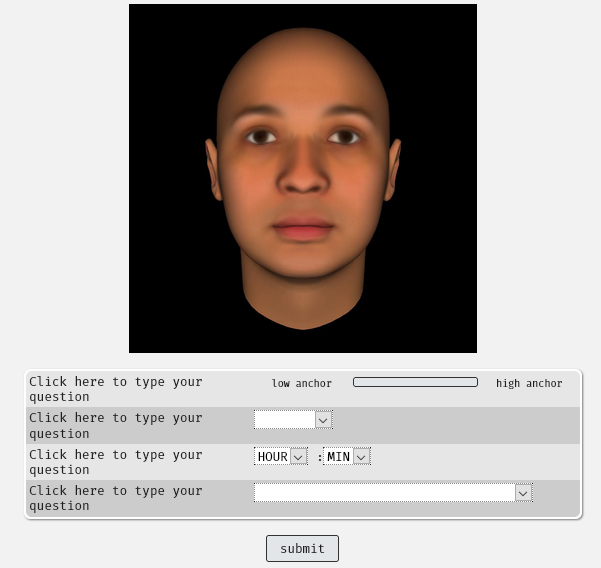 Click here to type your
question
low anchor
high anchor
Click here to type your
question
Click here to type your
question
HOUR : MIN
Click here to type your
question
submit